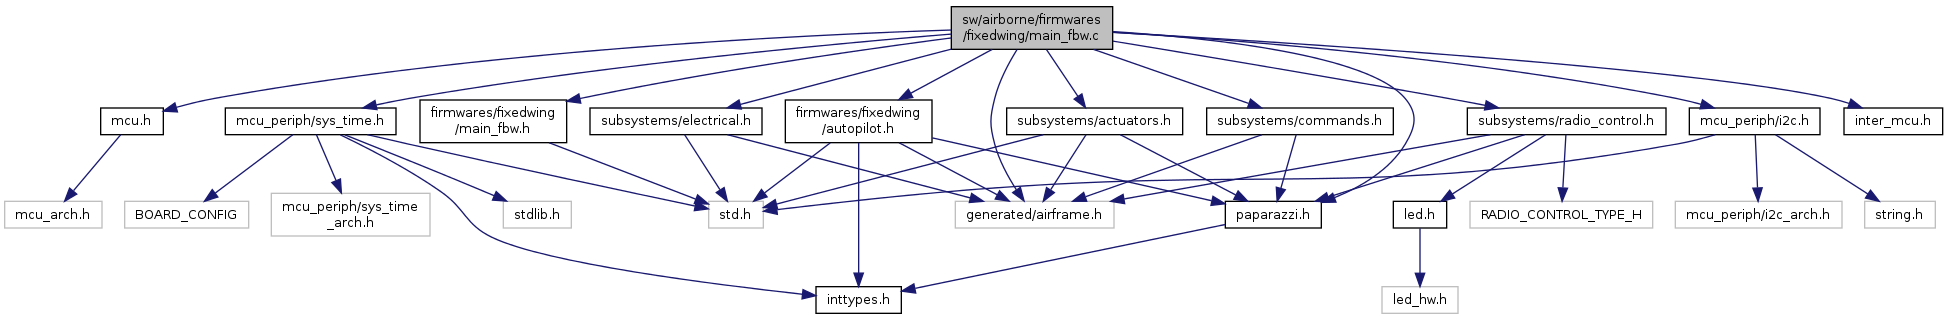 sw/airborne/firmwares
/fixedwing/main_fbw.c
mcu.h
mcu_periph/sys_time.h
firmwares/fixedwing
/main_fbw.h
subsystems/electrical.h
firmwares/fixedwing
/autopilot.h
subsystems/actuators.h
subsystems/commands.h
subsystems/radio_control.h
mcu_periph/i2c.h
inter_mcu.h
mcu_arch.h
BOARD_CONFIG
mcu_periph/sys_time
_arch.h
stdlib.h
std.h
generated/airframe.h
paparazzi.h
led.h
RADIO_CONTROL_TYPE_H
mcu_periph/i2c_arch.h
string.h
inttypes.h
led_hw.h